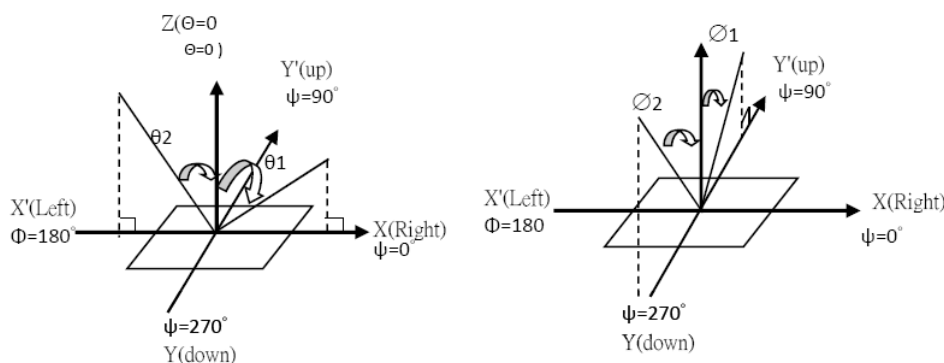 Z(Θ=0
Θ=0 )
Y'(up)
ψ=90°
θ2
θ1
X'(Left)
Φ=180°
X(Right)
ψ=0°
ψ=270°
Y(down)
∅1
Y'(up)
ψ=90°
∅2
X'(Left)
Φ=180
X(Right)
ψ=0°
ψ=270°
Y(down)